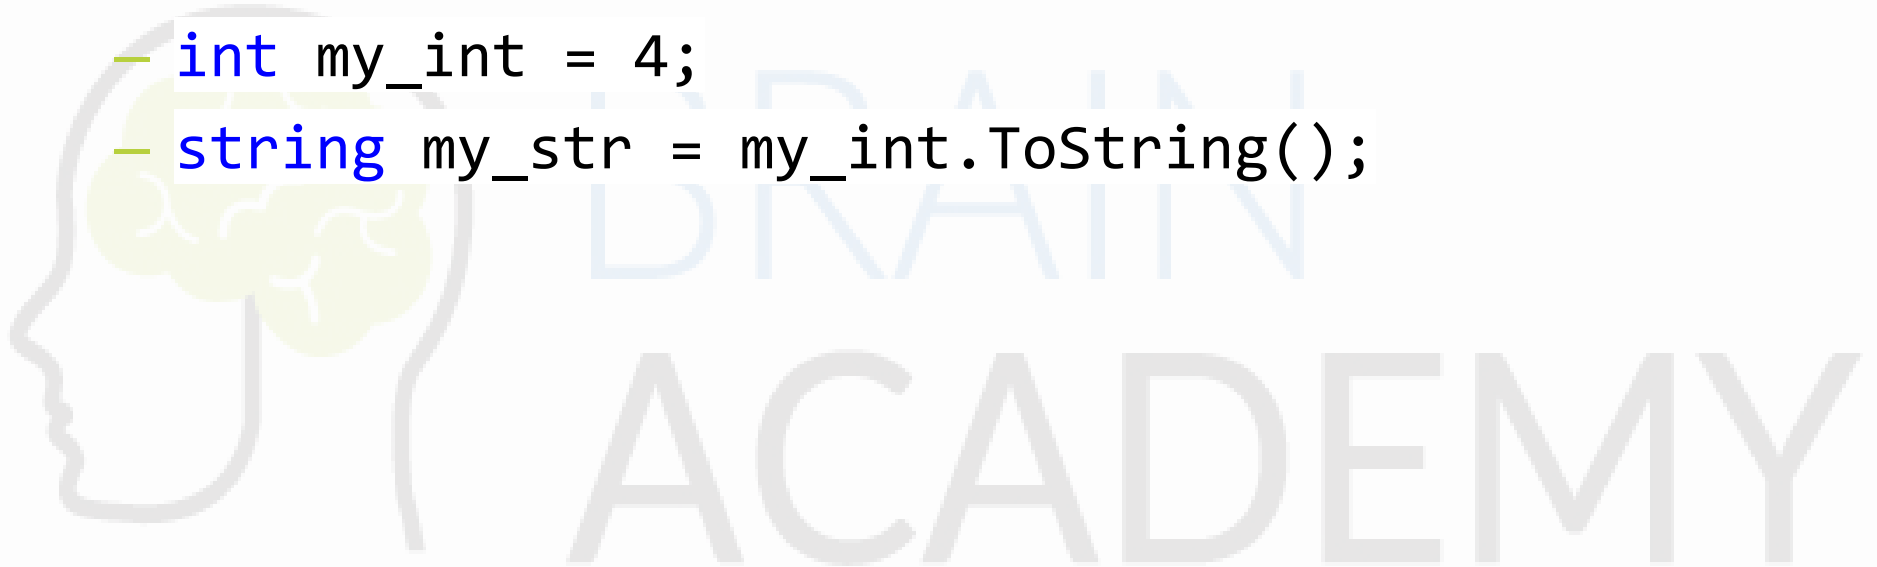 – int my_int = 4;
– string my_str = my_int.ToString();
BRAIN
ACADEMY